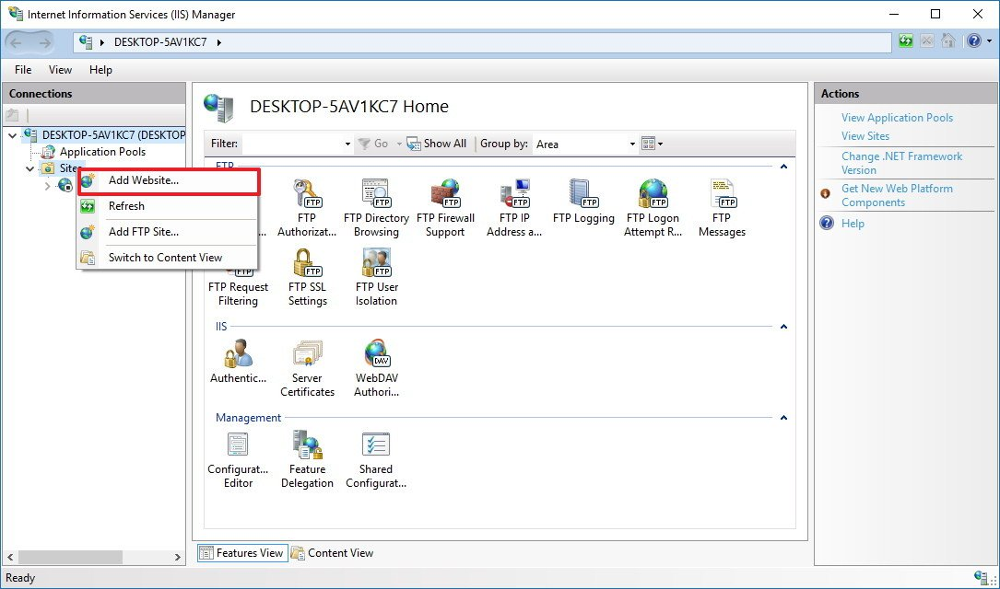 Internet Information Services (IIS) Manager
DESKTOP-5AV1KC7
File View Help
Connections
DESKTOP-5AV1KC7 (DESKTOP
Application Pools
Sites
Add Website...
Refresh
Add FTP Site...
Switch to Content View
DESKTOP-5AV1KC7 Home
Filter: Go Show All Group by: Area
FTP
FTP
Authorizat...
FTP Directory
Browsing
FTP Firewall
Support
FTP IP
Address a...
FTP Logging
FTP Logon
Attempt R...
FTP
Messages
FTP Request
Filtering
FTP SSL
Settings
FTP User
Isolation
IIS
Authentic...
Server
Certificates
DAV
WebDAV
Authori...
Management
Configurat...
Editor
Feature
Delegation
Shared
Configurat...
Features View Content View
Actions
View Application Pools
View Sites
Change .NET Framework
Version
Get New Web Platform
Components
Help
Ready